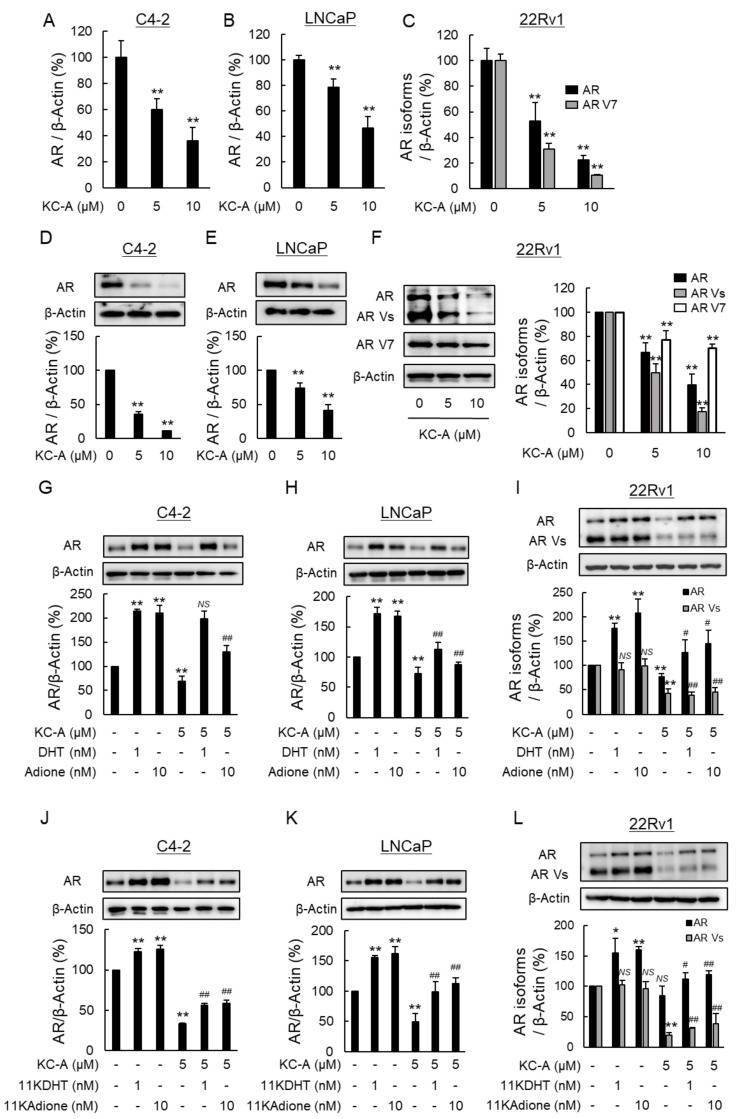 A
C4-2
AR / β-Actin (%)
120
100
80
60
40
20
0
**
**
KC-A (μM)
0 5 10
B
LNCaP
AR / β-Actin (%)
120
100
80
60
40
20
0
**
**
KC-A (μM)
0 5 10
C
22Rv1
AR isoforms
/ β-Actin (%)
120
100
80
60
40
20
0
AR
AR V7
** **
** **
KC-A (μM)
0 5 10
D
C4-2
AR
β-Actin
AR / β-Actin (%)
150
100
50
0
**
**
KC-A (μM)
0 5 10
E
LNCaP
AR
β-Actin
AR / β-Actin (%)
150
100
50
0
**
**
KC-A (μM)
0 5 10
F
22Rv1
AR
AR Vs
AR V7
β-Actin
0 5 10
KC-A (μM)
AR isoforms
/ β-Actin (%)
120
100
80
60
40
20
0
AR
AR Vs
AR V7
** ** **
** ** **
KC-A (μM)
0 5 10
G
C4-2
AR
β-Actin
AR/β-Actin (%)
250
200
150
100
50
0
** ** ** NS ##
KC-A (μM) - - - 5 5 5
DHT (nM) - 1 - - 1 -
Adione (nM) - - 10 - - 10
H
LNCaP
AR
β-Actin
AR/β-Actin (%)
200
150
100
50
0
** ** ** ## ##
KC-A (μM) - - - 5 5 5
DHT (nM) - 1 - - 1 -
Adione (nM) - - 10 - - 10
I
22Rv1
AR
AR Vs
β-Actin
AR isoforms
/ β-Actin (%)
250
200
150
100
50
0
AR
AR Vs
** NS ** NS ** ** # ## # ##
KC-A (μM) - - - 5 5 5
DHT (nM) - 1 - - 1 -
Adione (nM) - - 10 - - 10
J
C4-2
AR
β-Actin
AR/β-Actin (%)
150
100
50
0
** ** ** ## ##
KC-A (μM) - - - 5 5 5
11KDHT (nM) - 1 - - 1 -
11KAdione (nM) - - 10 - - 10
K
LNCaP
AR
β-Actin
AR/β-Actin (%)
200
150
100
50
0
** ** ** ## ##
KC-A (μM) - - - 5 5 5
11KDHT (nM) - 1 - - 1 -
11KAdione (nM) - - 10 - - 10
L
22Rv1
AR
AR Vs
β-Actin
AR isoforms
/ β-Actin (%)
200
150
100
50
0
AR
AR Vs
* NS ** NS NS ** # ## ## ##
KC-A (μM) - - - 5 5 5
11KDHT (nM) - 1 - - 1 -
11KAdione (nM) - - 10 - - 10